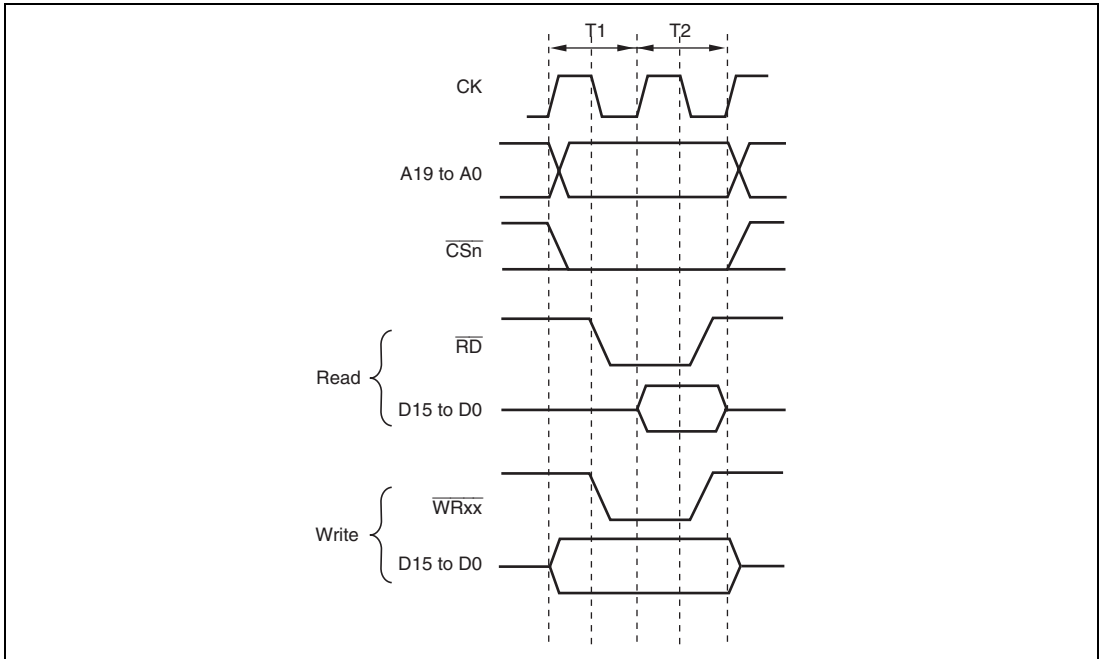 T1 T2
CK
A19 to A0
CSn
RD
Read
D15 to D0
WRxx
Write
D15 to D0